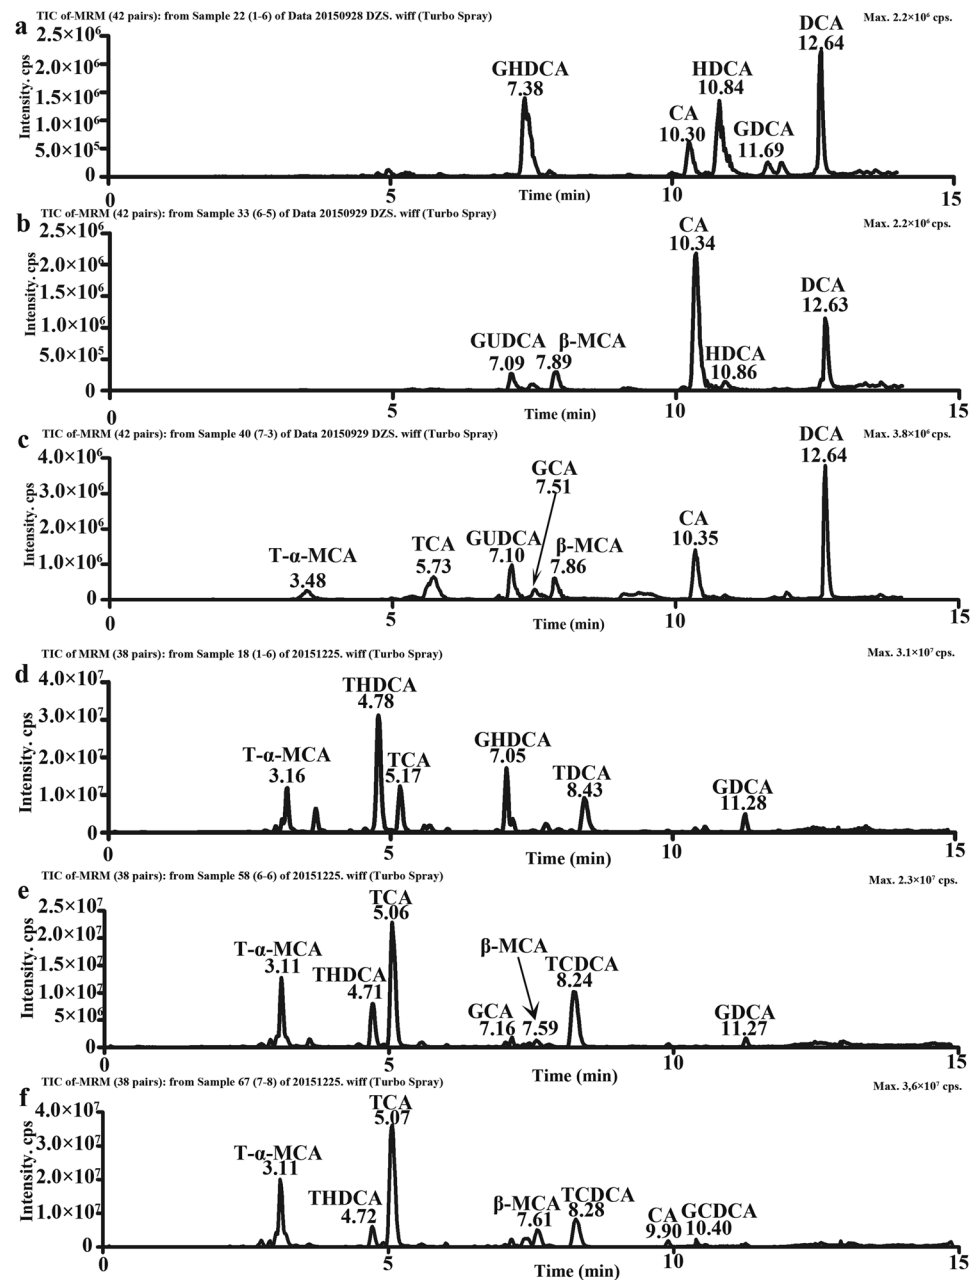 a
TIC of-MRM (42 pairs): from Sample 22 (1-6) of Data 20150928 DZS. wiff (Turbo Spray)
Max. 2.2×10⁶ cps.
Intensity. cps
2.5×10⁶
2.0×10⁶
1.5×10⁶
1.0×10⁶
5.0×10⁵
0
GHDCA
7.38
CA
10.30
HDCA
10.84
GDCA
11.69
DCA
12.64
0
5
10
15
Time (min)
b
TIC of-MRM (42 pairs): from Sample 33 (6-5) of Data 20150929 DZS. wiff (Turbo Spray)
Max. 2.2×10⁶ cps.
Intensity. cps
2.5×10⁶
2.0×10⁶
1.5×10⁶
1.0×10⁶
5.0×10⁵
0
GUDCA
7.09
β-MCA
7.89
CA
10.34
HDCA
10.86
DCA
12.63
0
5
10
15
Time (min)
c
TIC of-MRM (42 pairs): from Sample 40 (7-3) of Data 20150929 DZS. wiff (Turbo Spray)
Max. 3.8×10⁶ cps.
Intensity. cps
4.0×10⁶
3.0×10⁶
2.0×10⁶
1.0×10⁶
0
T-α-MCA
3.48
TCA
5.73
GUDCA
7.10
GCA
7.51
β-MCA
7.86
CA
10.35
DCA
12.64
0
5
10
15
Time (min)
d
TIC of MRM (38 pairs): from Sample 18 (1-6) of 20151225. wiff (Turbo Spray)
Max. 3.1×10⁷ cps.
Intensity. cps
4.0×10⁷
3.0×10⁷
2.0×10⁷
1.0×10⁷
0
T-α-MCA
3.16
THDCA
4.78
TCA
5.17
GHDCA
7.05
TDCA
8.43
GDCA
11.28
0
5
10
15
Time (min)
e
TIC of-MRM (38 pairs): from Sample 58 (6-6) of 20151225. wiff (Turbo Spray)
Max. 2.3×10⁷ cps.
Intensity. cps
2.5×10⁷
2.0×10⁷
1.5×10⁷
1.0×10⁷
5×10⁶
0
T-α-MCA
3.11
THDCA
4.71
TCA
5.06
GCA
7.16
β-MCA
7.59
TCDCA
8.24
GDCA
11.27
0
5
10
15
Time (min)
f
TIC of-MRM (38 pairs): from Sample 67 (7-8) of 20151225. wiff (Turbo Spray)
Max. 3,6×10⁷ cps.
Intensity. cps
4.0×10⁷
3.0×10⁷
2.0×10⁷
1.0×10⁷
0
T-α-MCA
3.11
THDCA
4.72
TCA
5.07
β-MCA
7.61
TCDCA
8.28
CA
9.90
GCDCA
10.40
0
5
10
15
Time (min)